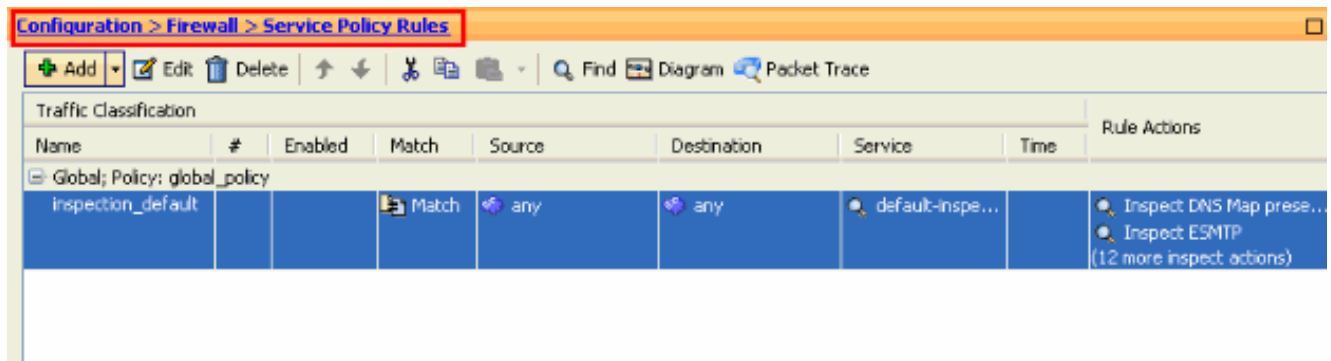 Configuration > Firewall > Service Policy Rules
Add Edit Delete Find Diagram Packet Trace
Traffic Classification
Rule Actions
Name # Enabled Match Source Destination Service Time
Global; Policy: global_policy
inspection_default Match any any default-inspe... Inspect DNS Map prese...
Inspect ESMTP
(12 more inspect actions)